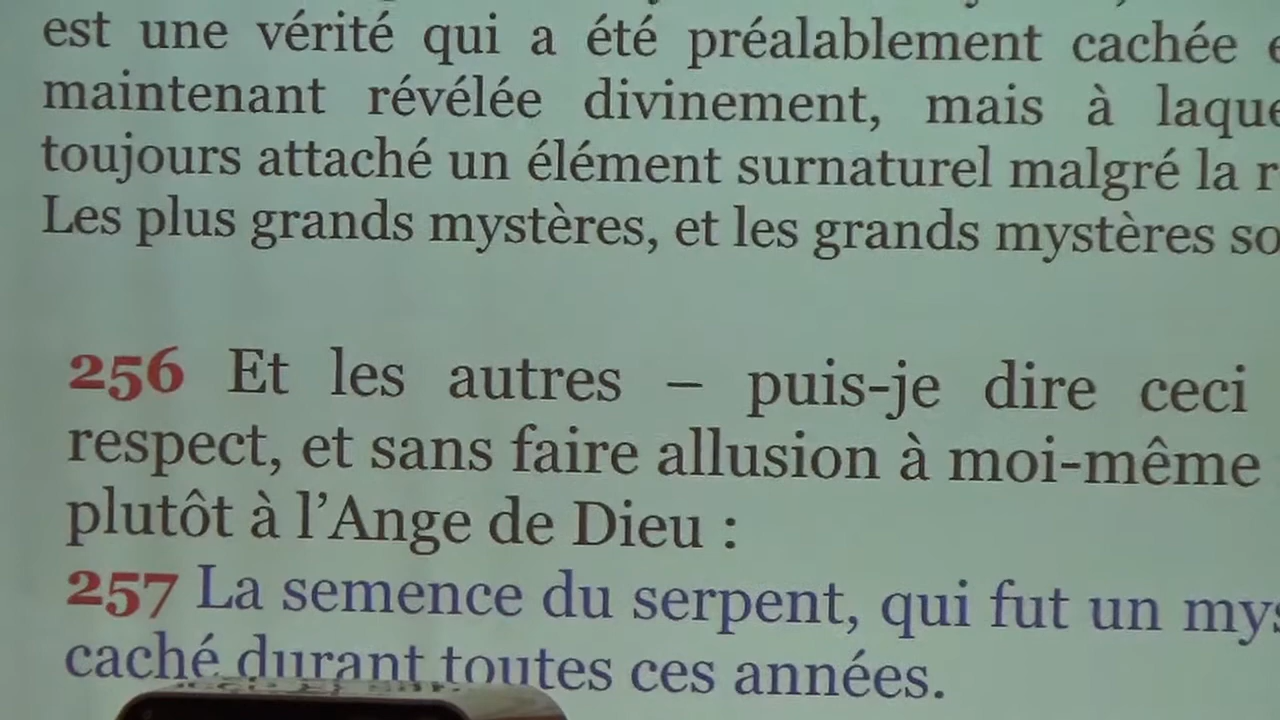 est une vérité qui a été préalablement cachée
maintenant révélée divinement, mais à
toujours attaché un élément surnaturel malgré la
Les plus grands mystères, et les grands mystères
256 Et les autres – puis-je dire ceci
respect, et sans faire allusion à moi-même
plutôt à l’Ange de Dieu :
257 La semence du serpent, qui fut un
caché durant toutes ces années.